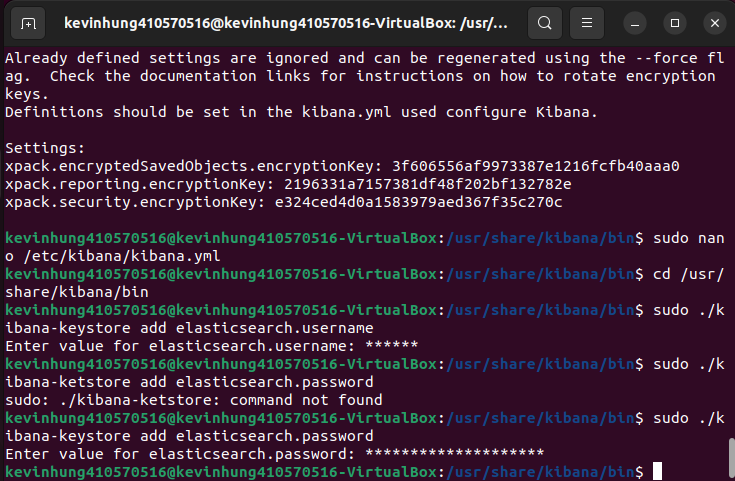 kevinhung410570516@kevinhung410570516-VirtualBox: /usr/...
Already defined settings are ignored and can be regenerated using the --force fl
ag.  Check the documentation links for instructions on how to rotate encryption
keys.
Definitions should be set in the kibana.yml used configure Kibana.

Settings:
xpack.encryptedSavedObjects.encryptionKey: 3f606556af9973387e1216fcfb40aaa0
xpack.reporting.encryptionKey: 2196331a7157381df48f202bf132782e
xpack.security.encryptionKey: e324ced4d0a1583979aed367f35c270c

kevinhung410570516@kevinhung410570516-VirtualBox:/usr/share/kibana/bin$ sudo nan
o /etc/kibana/kibana.yml
kevinhung410570516@kevinhung410570516-VirtualBox:/usr/share/kibana/bin$ cd /usr/
share/kibana/bin
kevinhung410570516@kevinhung410570516-VirtualBox:/usr/share/kibana/bin$ sudo ./k
ibana-keystore add elasticsearch.username
Enter value for elasticsearch.username: ******
kevinhung410570516@kevinhung410570516-VirtualBox:/usr/share/kibana/bin$ sudo ./k
ibana-ketstore add elasticsearch.password
sudo: ./kibana-ketstore: command not found
kevinhung410570516@kevinhung410570516-VirtualBox:/usr/share/kibana/bin$ sudo ./k
ibana-keystore add elasticsearch.password
Enter value for elasticsearch.password: ********************
kevinhung410570516@kevinhung410570516-VirtualBox:/usr/share/kibana/bin$